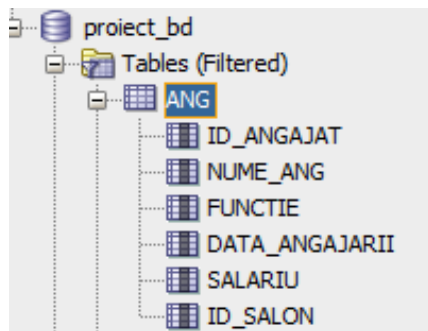 proiect_bd
Tables (Filtered)
ANG
ID_ANGAJAT
NUME_ANG
FUNCTIE
DATA_ANGAJARII
SALARIU
ID_SALON